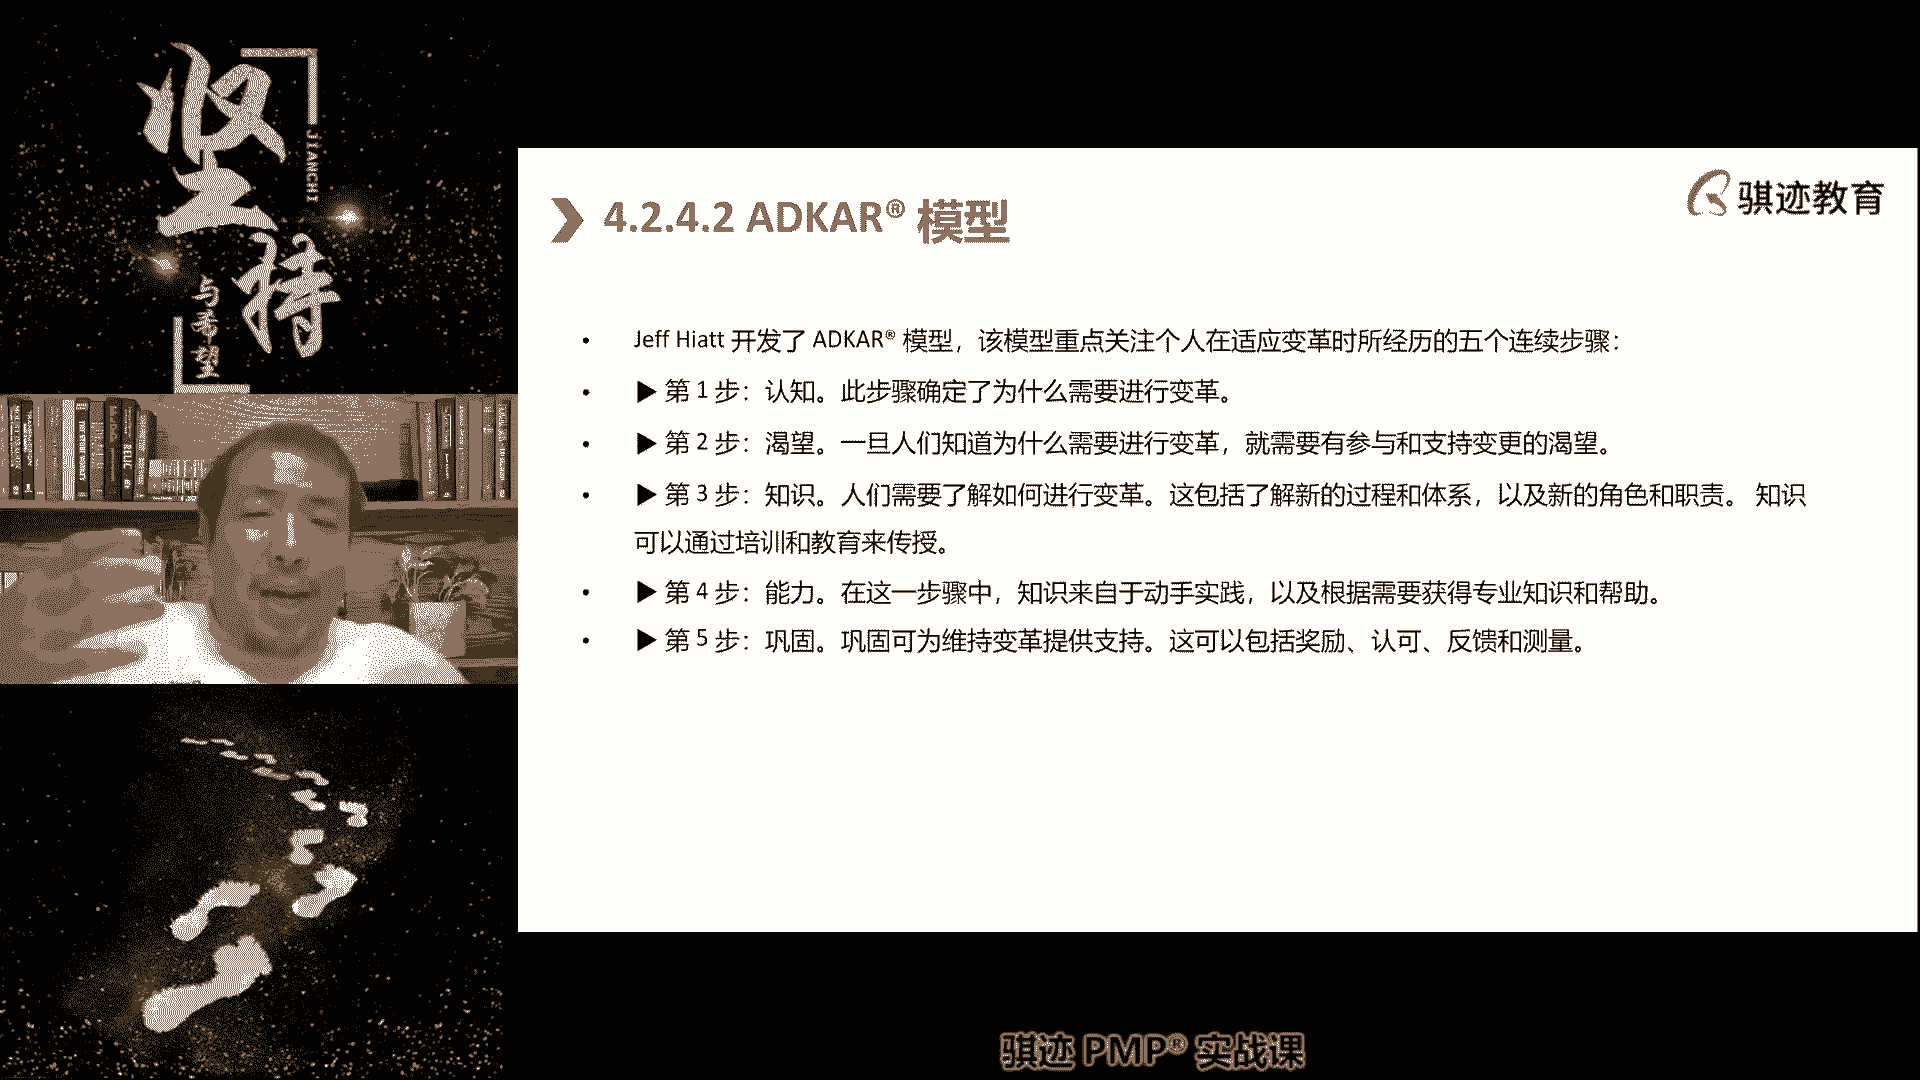 坚持
JIANCHI
与希望
骐迹教育
4.2.4.2 ADKAR® 模型
• Jeff Hiatt 开发了 ADKAR® 模型，该模型重点关注个人在适应变革时所经历的五个连续步骤：
• ▶ 第 1 步：认知。此步骤确定了为什么需要进行变革。
• ▶ 第 2 步：渴望。一旦人们知道为什么需要进行变革，就需要有参与和支持变更的渴望。
• ▶ 第 3 步：知识。人们需要了解如何进行变革。这包括了解新的过程和体系，以及新的角色和职责。 知识
可以通过培训和教育来传授。
• ▶ 第 4 步：能力。在这一步骤中，知识来自于动手实践，以及根据需要获得专业知识和帮助。
• ▶ 第 5 步：巩固。巩固可为维持变革提供支持。这可以包括奖励、认可、反馈和测量。
骐迹 PMP® 实战课